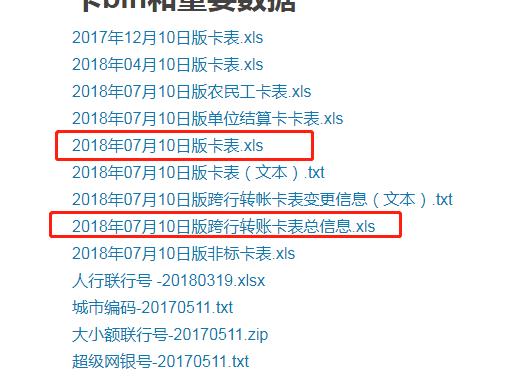 卡bin和重要数据
2017年12月10日版卡表.xls
2018年04月10日版卡表.xls
2018年07月10日版农民工卡表.xls
2018年07月10日版单位结算卡卡表.xls
2018年07月10日版卡表.xls
2018年07月10日版卡表（文本）.txt
2018年07月10日版跨行转帐卡表变更信息（文本）.txt
2018年07月10日版跨行转账卡表总信息.xls
2018年07月10日版非标卡表.xls
人行联行号 -20180319.xlsx
城市编码-20170511.txt
大小额联行号-20170511.zip
超级网银号-20170511.txt